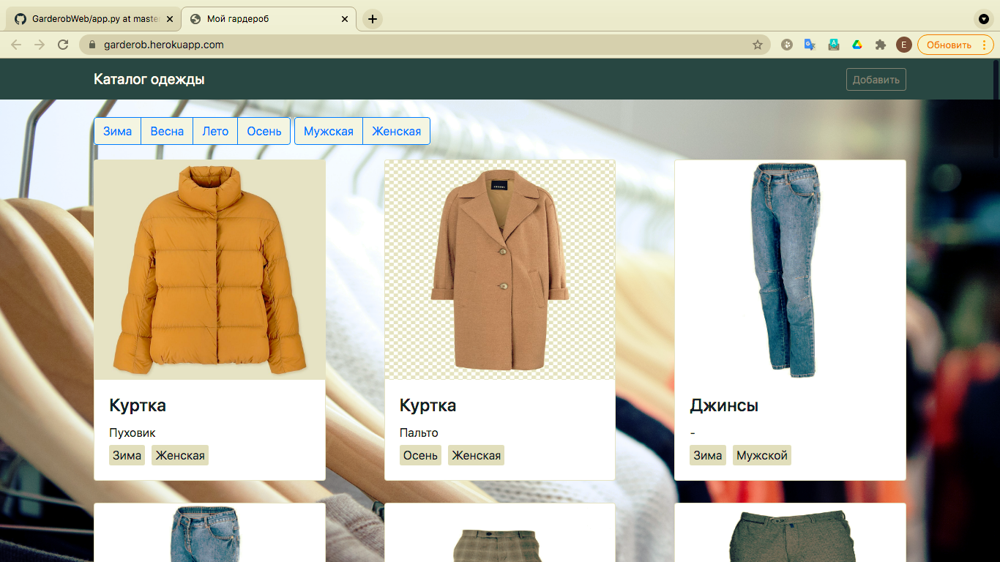 GarderobWeb/app.py at maste
Мой гардероб
garderob.herokuapp.com
E
Обновить
Каталог одежды
Добавить
Зима
Весна
Лето
Осень
Мужская
Женская
Куртка
Пуховик
Зима
Женская
Куртка
Пальто
Осень
Женская
Джинсы
-
Зима
Мужской